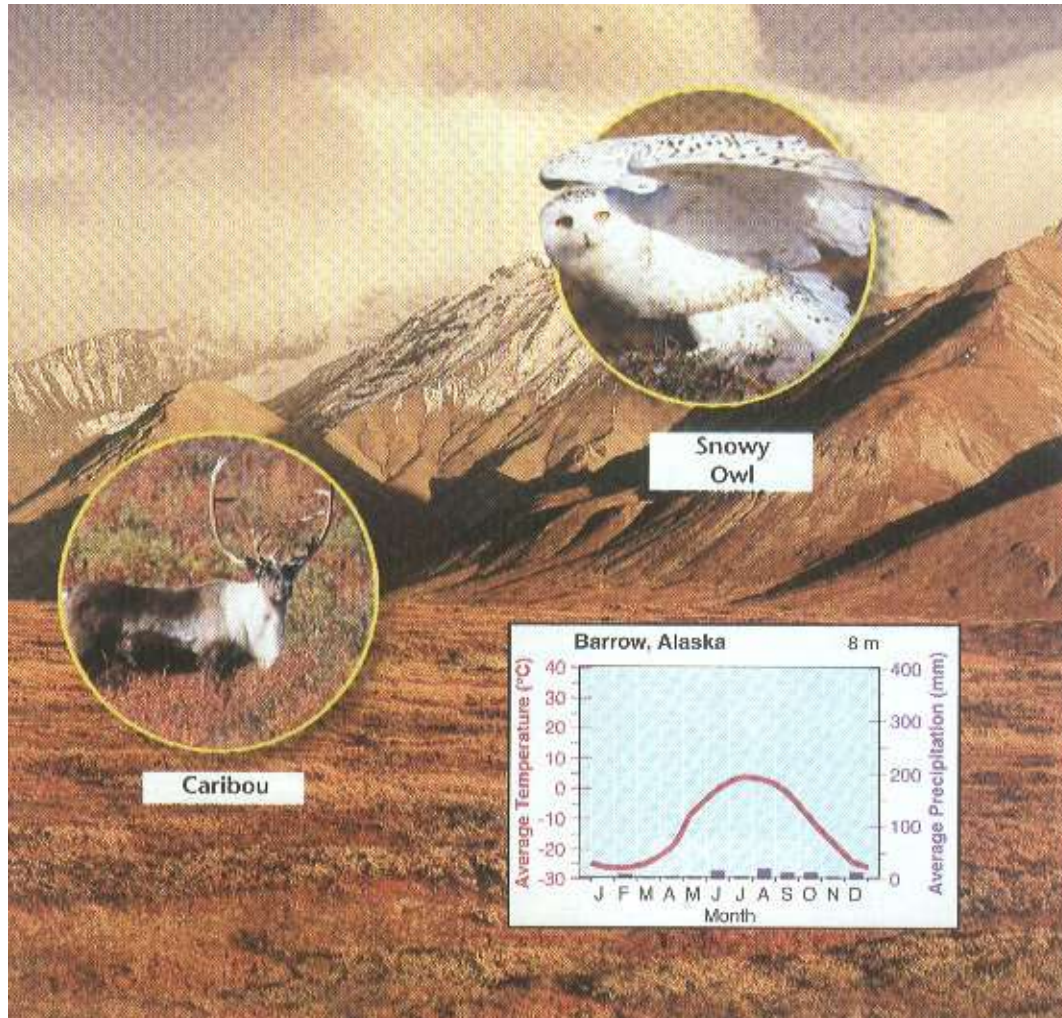 Snowy
Owl
Caribou
Barrow, Alaska 8 m
Average Temperature (°C)
40
30
20
10
0
-10
-20
-30
Average Precipitation (mm)
400
300
200
100
0
J F M A M J J A S O N D
Month